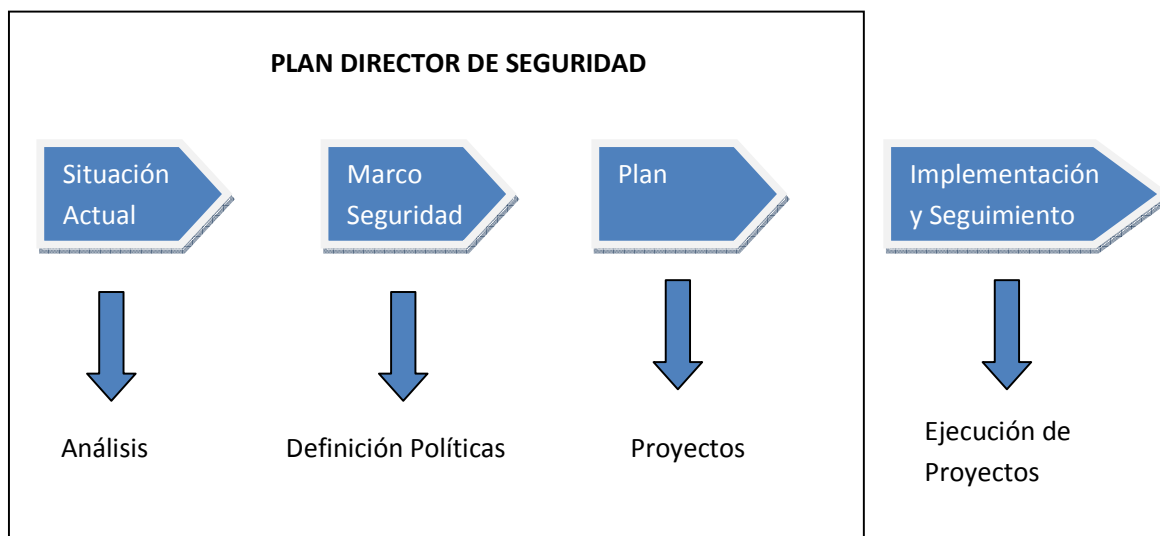 PLAN DIRECTOR DE SEGURIDAD
Situación
Actual
Marco
Seguridad
Plan
Implementación
y Seguimiento
Análisis
Definición Políticas
Proyectos
Ejecución de
Proyectos